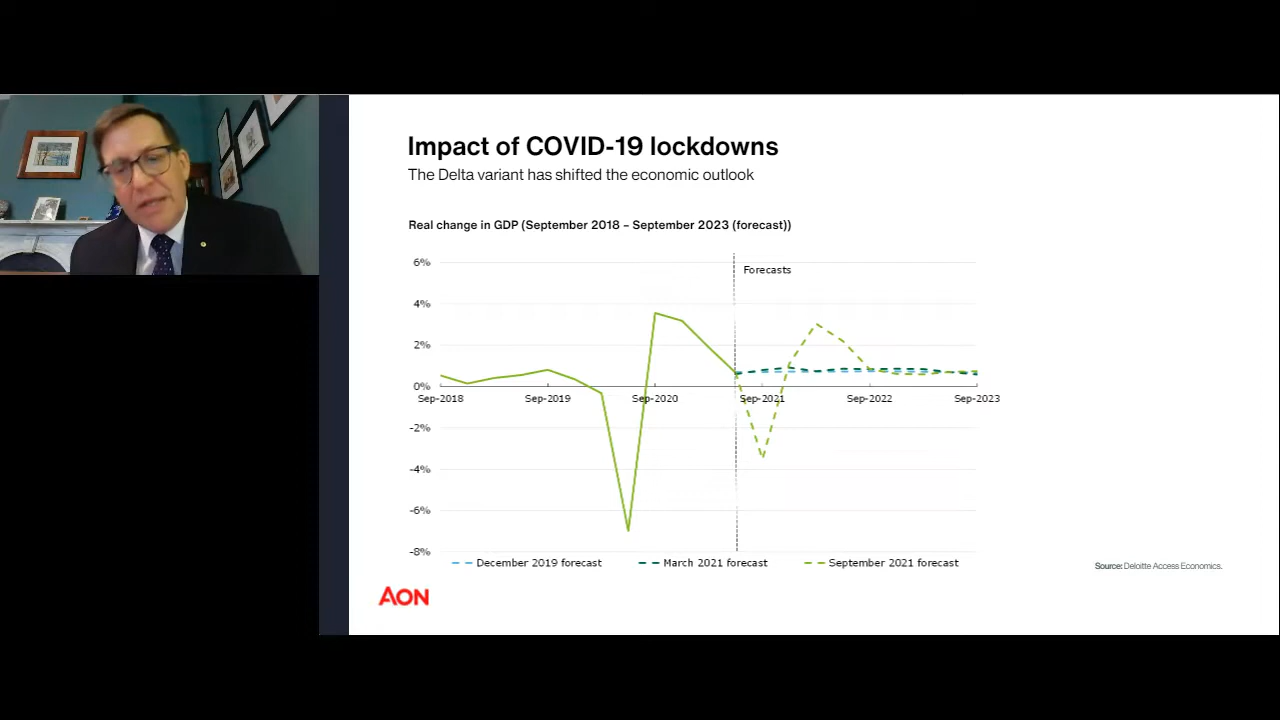 Impact of COVID-19 lockdowns
The Delta variant has shifted the economic outlook
Real change in GDP (September 2018 – September 2023 (forecast))
6%
Forecasts
4%
2%
0%
Sep-2018 Sep-2019 Sep-2020 Sep-2021 Sep-2022 Sep-2023
-2%
-4%
-6%
-8%
December 2019 forecast March 2021 forecast September 2021 forecast
Source: Deloitte Access Economics.
AON